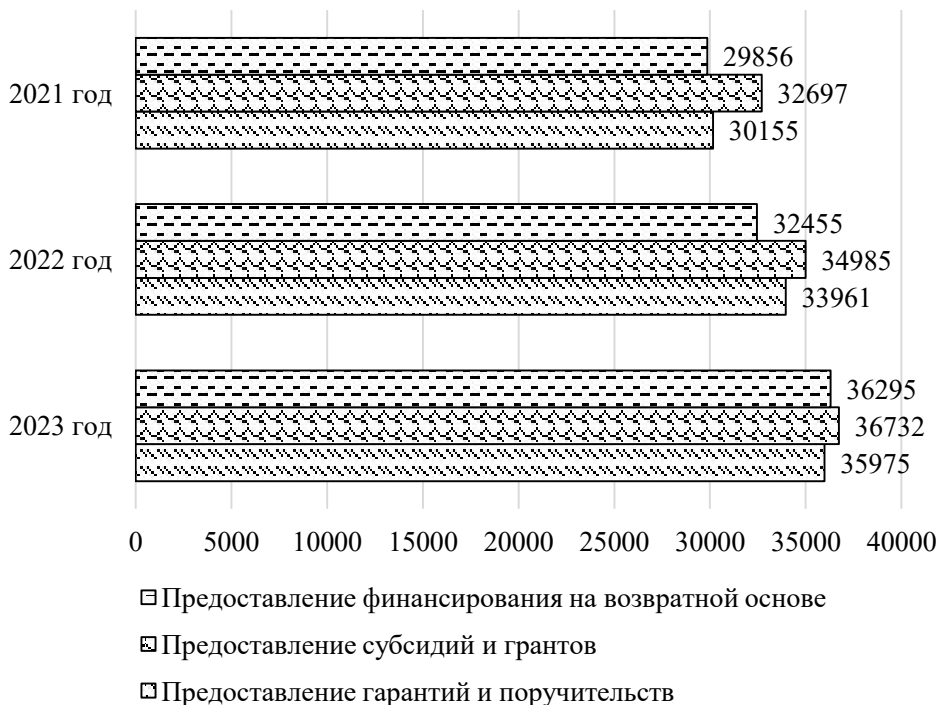 29856
2021 год
32697
30155
32455
2022 год
34985
33961
36295
2023 год
36732
35975
0 5000 10000 15000 20000 25000 30000 35000 40000
Предоставление финансирования на возвратной основе
Предоставление субсидий и грантов
Предоставление гарантий и поручительств